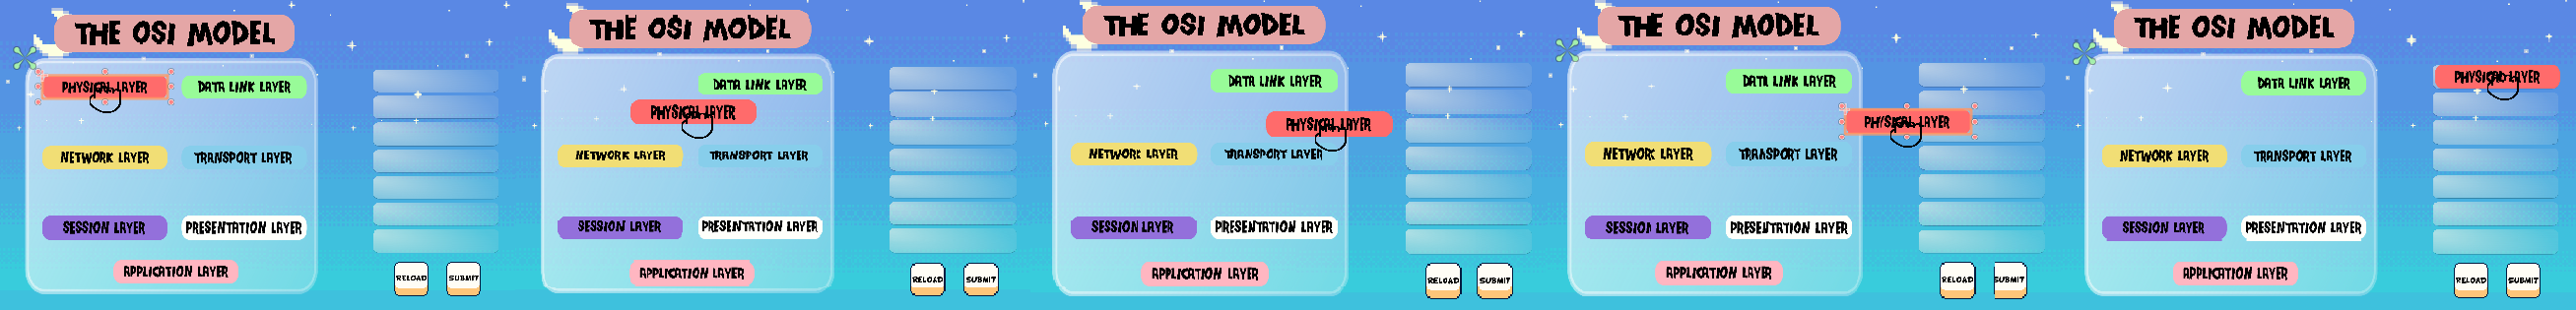 THE OSI MODEL
PHYSICAL LAYER DATA LINK LAYER
NETWORK LAYER TRANSPORT LAYER
SESSION LAYER PRESENTATION LAYER
APPLICATION LAYER
RELOAD SUBMIT
THE OSI MODEL
DATA LINK LAYER
PHYSICAL LAYER
NETWORK LAYER TRANSPORT LAYER
SESSION LAYER PRESENTATION LAYER
APPLICATION LAYER
RELOAD SUBMIT
THE OSI MODEL
DATA LINK LAYER
PHYSICAL LAYER
NETWORK LAYER TRANSPORT LAYER
SESSION LAYER PRESENTATION LAYER
APPLICATION LAYER
RELOAD SUBMIT
THE OSI MODEL
DATA LINK LAYER
PHYSICAL LAYER
NETWORK LAYER TRANSPORT LAYER
SESSION LAYER PRESENTATION LAYER
APPLICATION LAYER
RELOAD SUBMIT
THE OSI MODEL
DATA LINK LAYER PHYSICAL LAYER
NETWORK LAYER TRANSPORT LAYER
SESSION LAYER PRESENTATION LAYER
APPLICATION LAYER
RELOAD SUBMIT